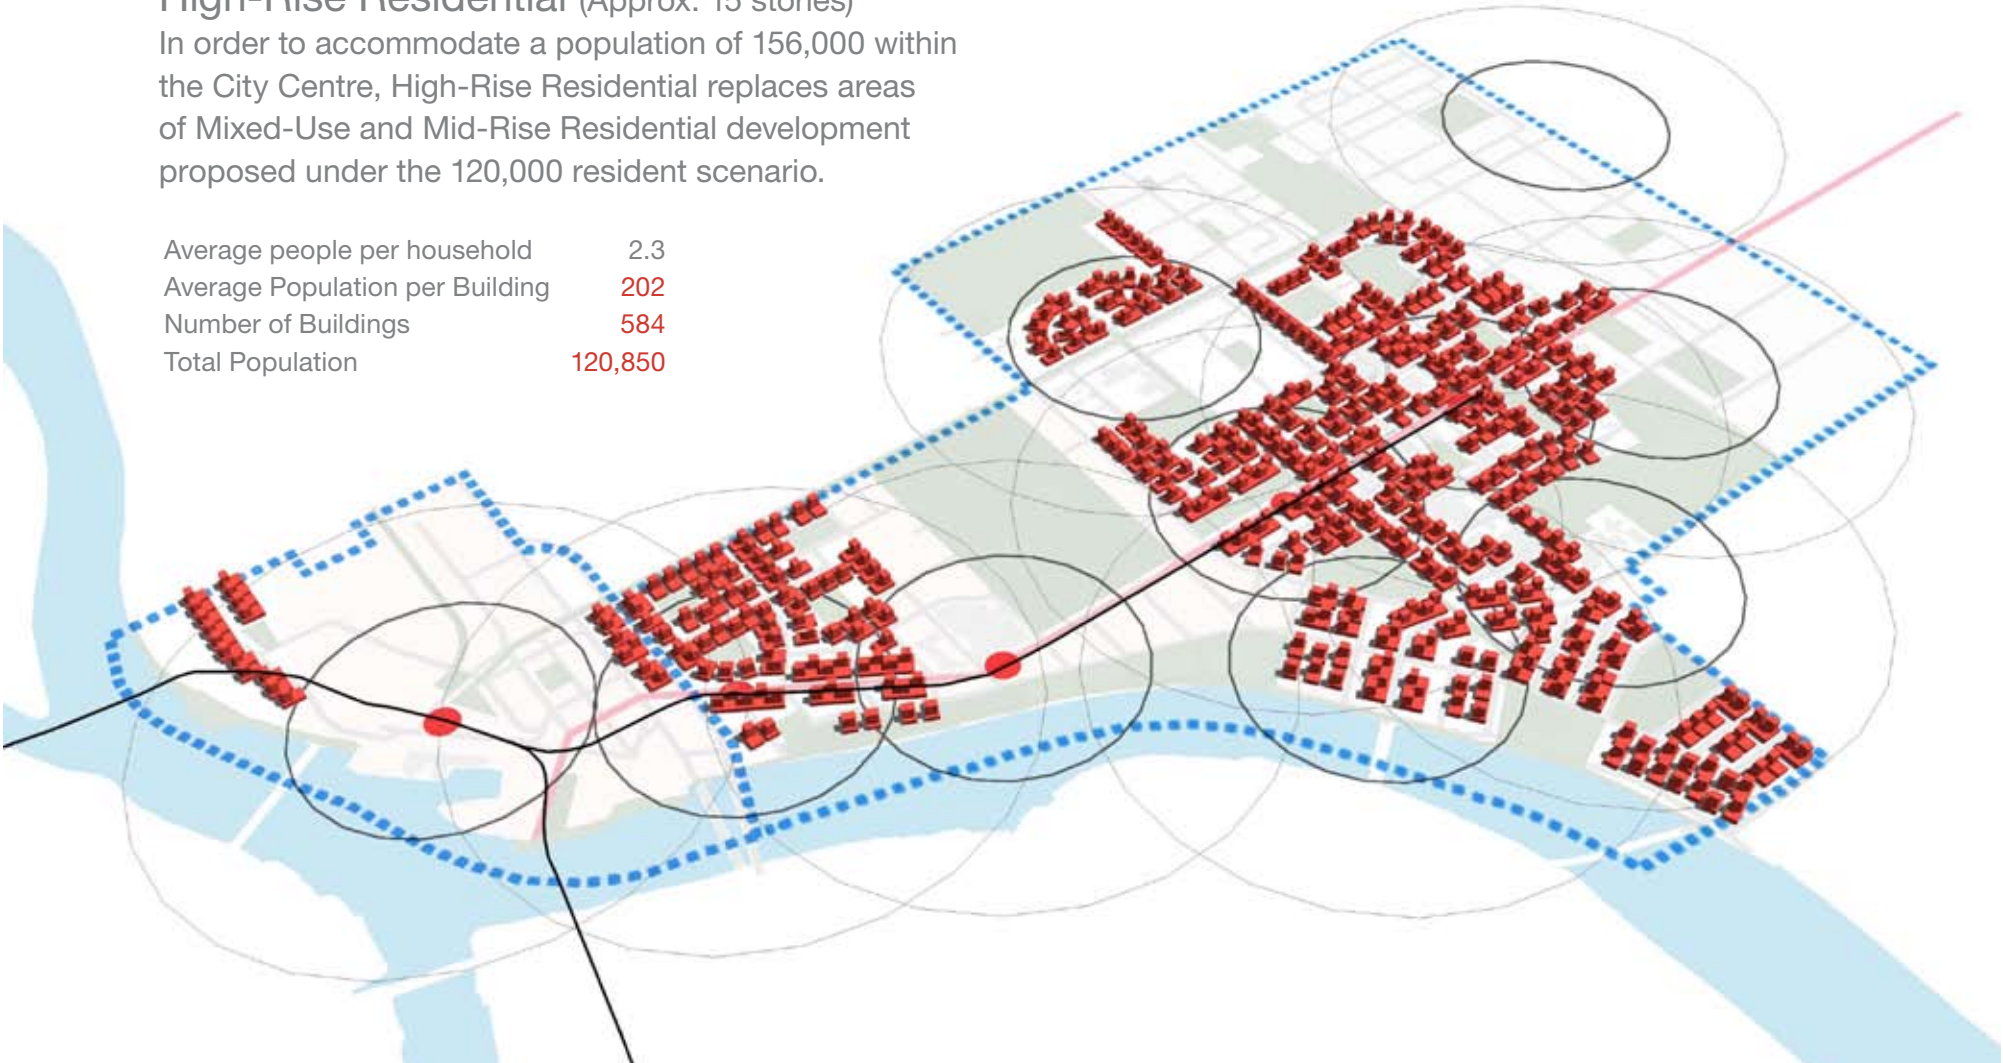 High-Rise Residential (Approx. 15 stories)
In order to accommodate a population of 156,000 within
the City Centre, High-Rise Residential replaces areas
of Mixed-Use and Mid-Rise Residential development
proposed under the 120,000 resident scenario.
Average people per household 2.3
Average Population per Building 202
Number of Buildings 584
Total Population 120,850